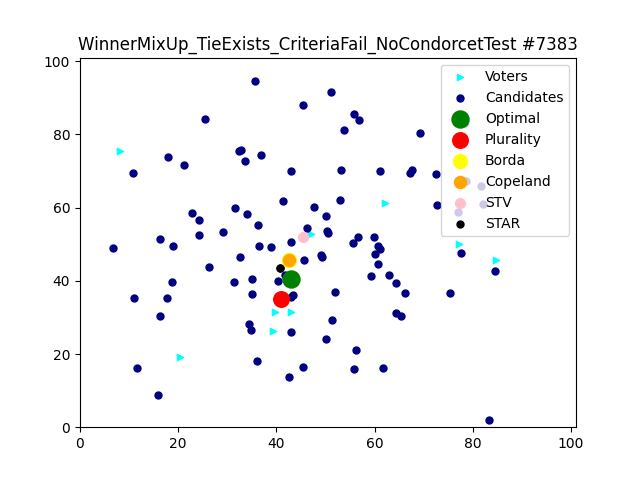 WinnerMixUp_TieExists_CriteriaFail_NoCondorcetTest #7383
100
80
60
40
20
0
0 20 40 60 80 100
Voters
Candidates
Optimal
Plurality
Borda
Copeland
STV
STAR